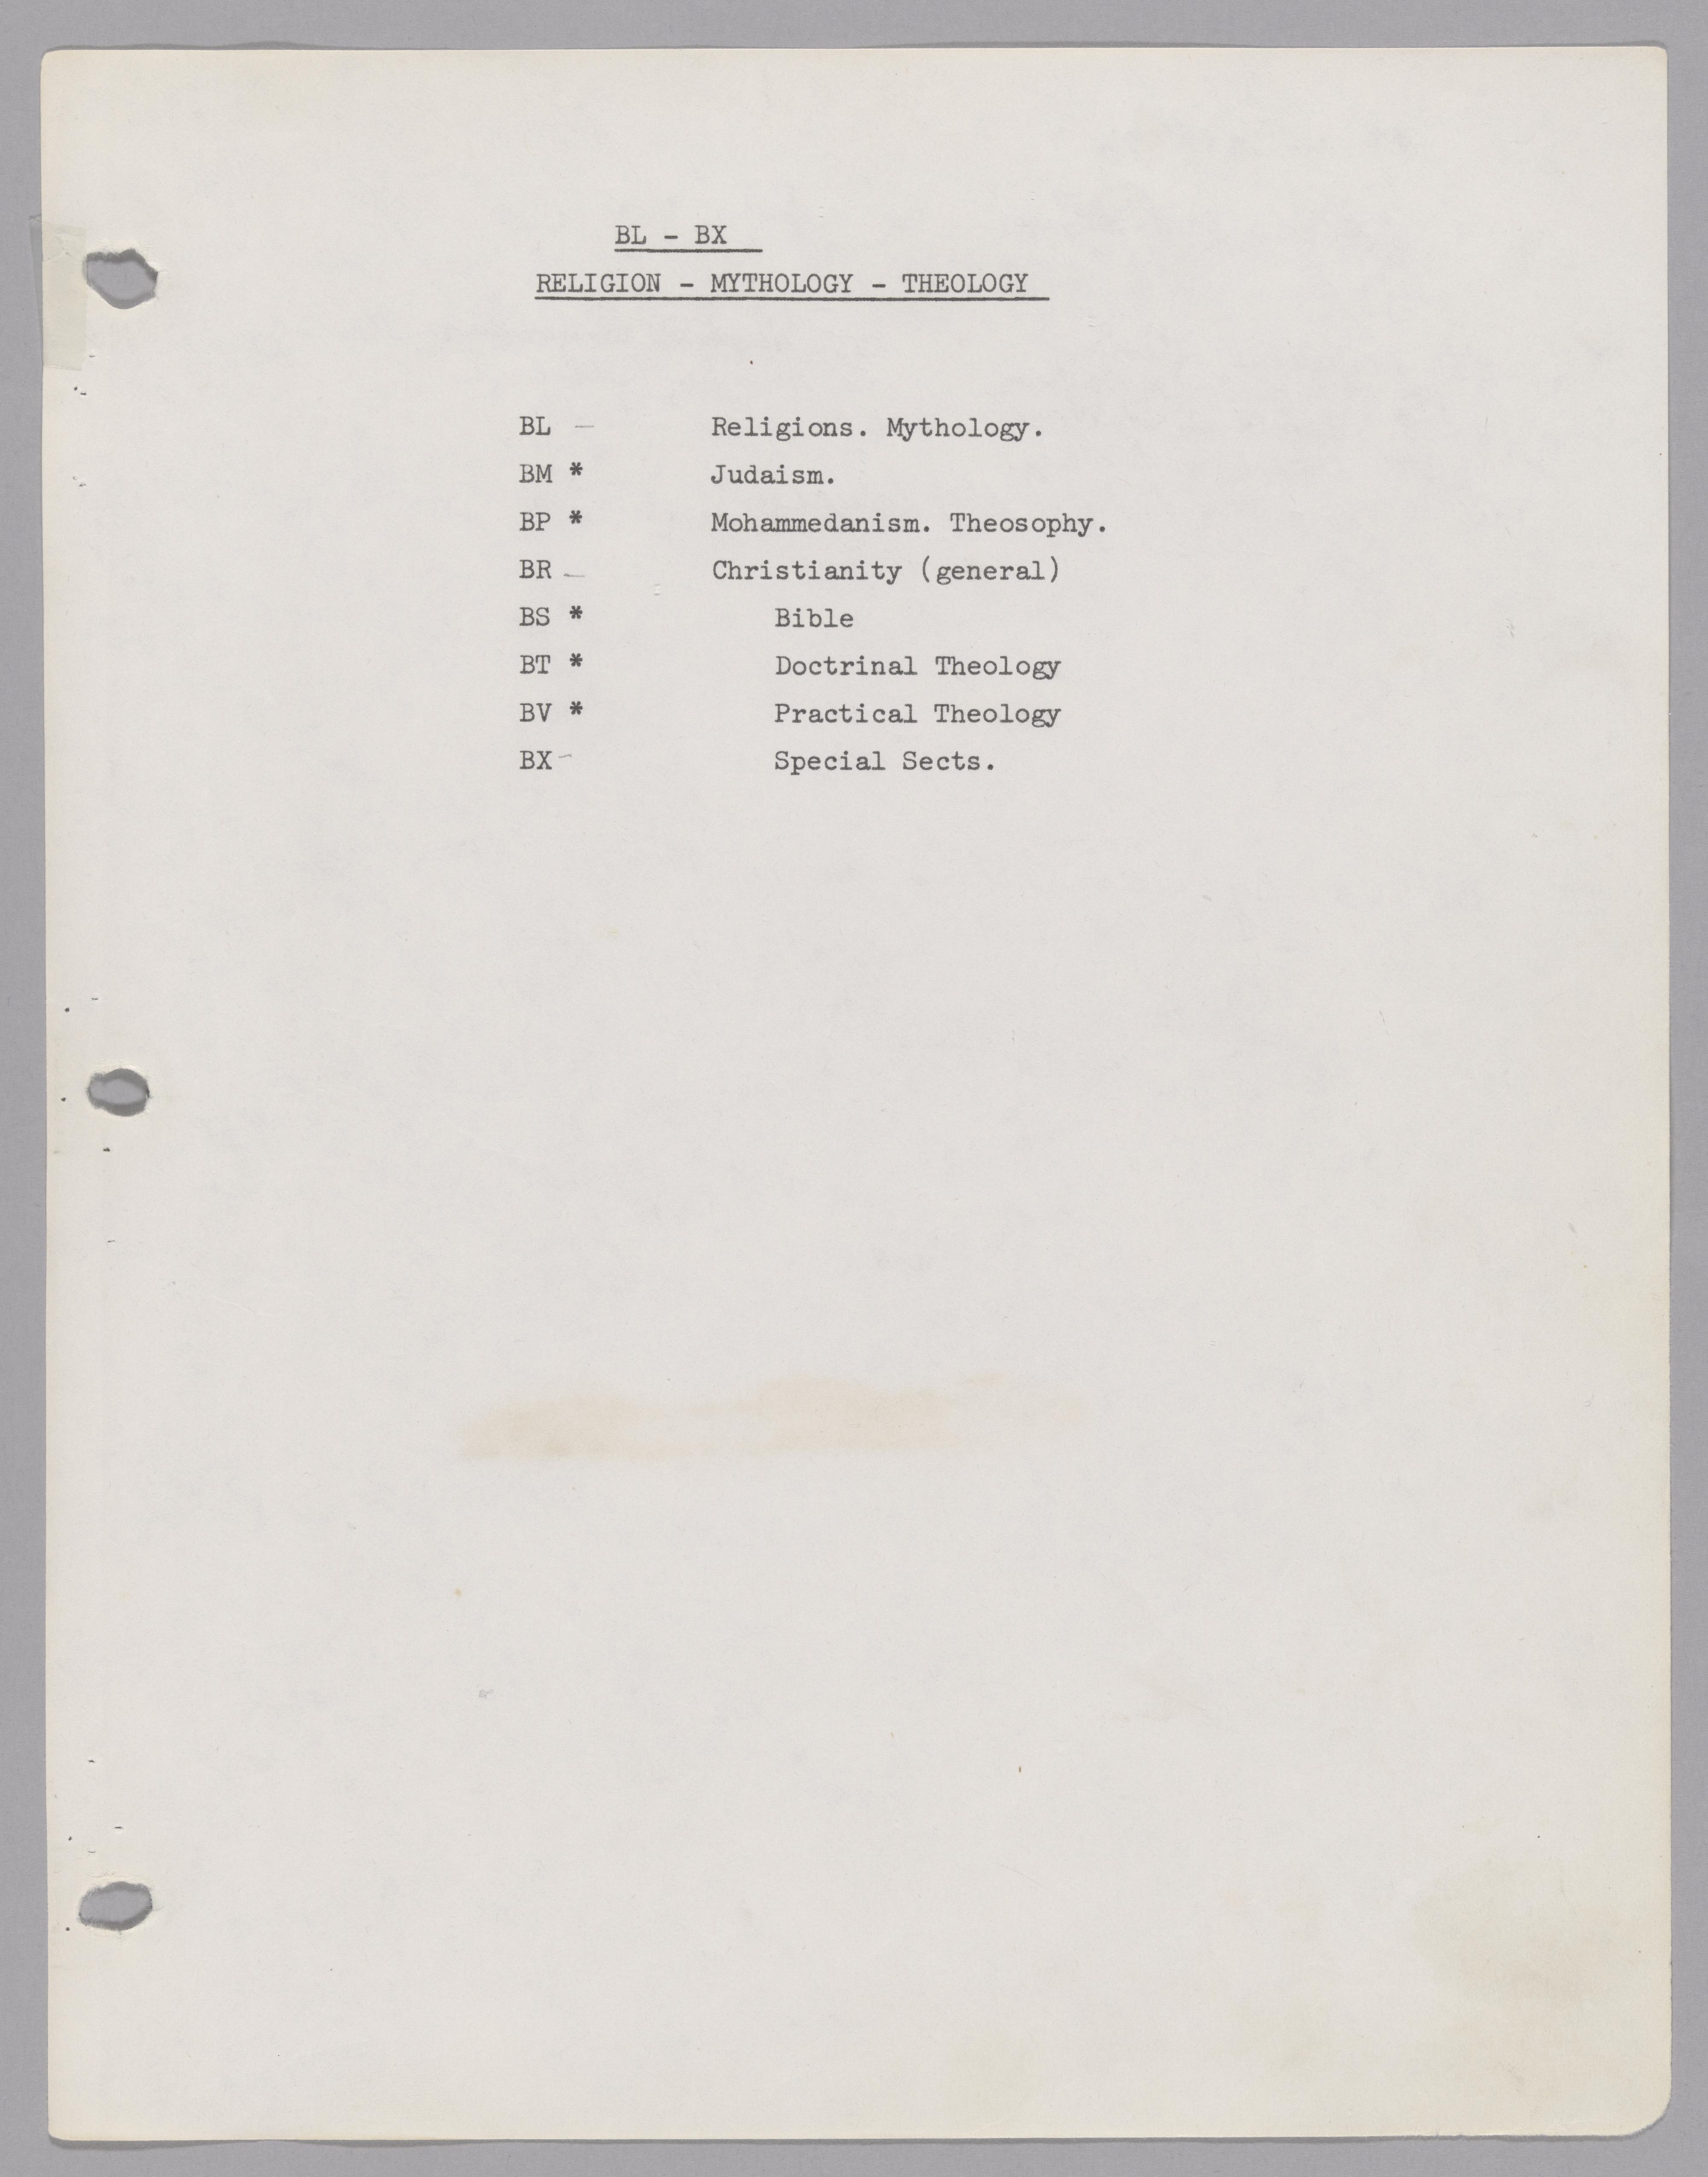 BL - BX
RELIGION - MYTHOLOGY - THEOLOGY
BL - Religions. Mythology.
BM * Judaism.
BP * Mohammedanism. Theosophy.
BR - Christianity (general)
BS * Bible
BT * Doctrinal Theology
BV * Practical Theology
BX - Special Sects.